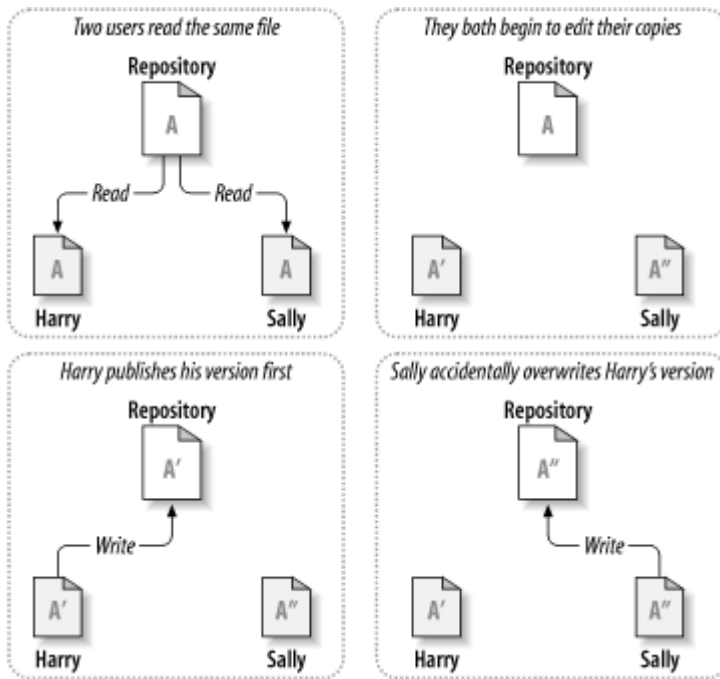 Two users read the same file
Repository
A
Read
Read
A
A
Harry
Sally
They both begin to edit their copies
Repository
A
A′
A″
Harry
Sally
Harry publishes his version first
Repository
A′
Write
A′
A″
Harry
Sally
Sally accidentally overwrites Harry’s version
Repository
A″
Write
A′
A″
Harry
Sally